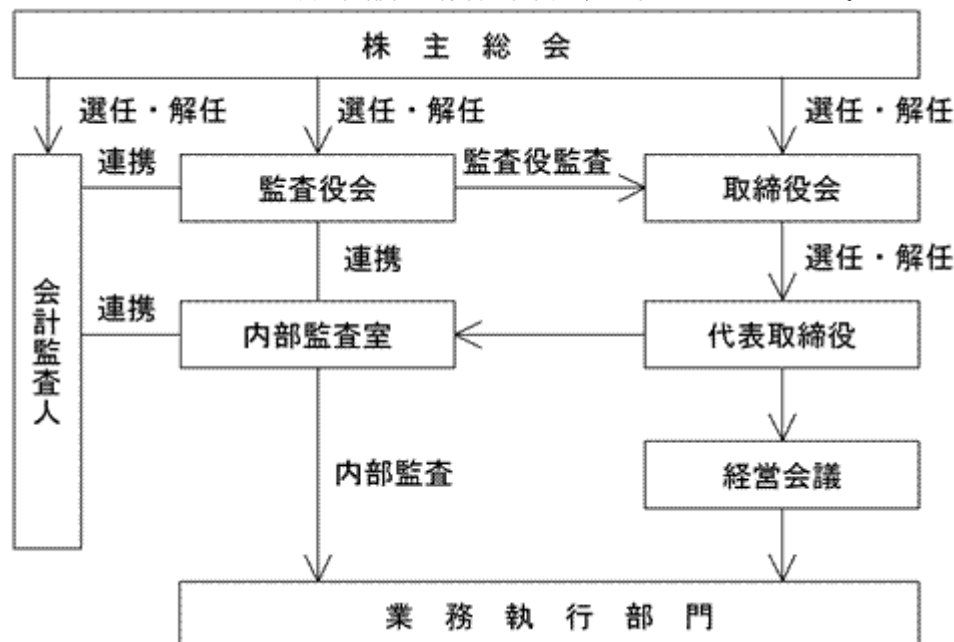 株主総会
選任・解任
選任・解任
選任・解任
連携
監査役会
監査役監査
取締役会
連携
選任・解任
会計監査人
連携
内部監査室
代表取締役
内部監査
経営会議
業務執行部門